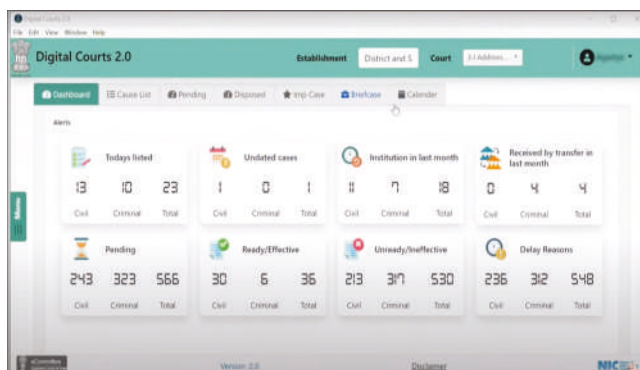 Digital Courts 2.0
File Edit View Window Help
Digital Courts 2.0 Establishment District and S Court
Dashboard Cause List Pending Disposed Imp Case Briefcase Calender
Alerts
Todays listed
13 10 23
Civil Criminal Total
Undated cases
1 0 1
Civil Criminal Total
Institution in last month
11 7 18
Civil Criminal Total
Received by transfer in
last month
0 4 4
Civil Criminal Total
Menu
Pending
243 323 566
Civil Criminal Total
Ready/Effective
30 6 36
Civil Criminal Total
Unready/Ineffective
213 317 530
Civil Criminal Total
Delay Reasons
236 312 548
Civil Criminal Total
eCommittee
Version 2.0
Disclaimer
NIC